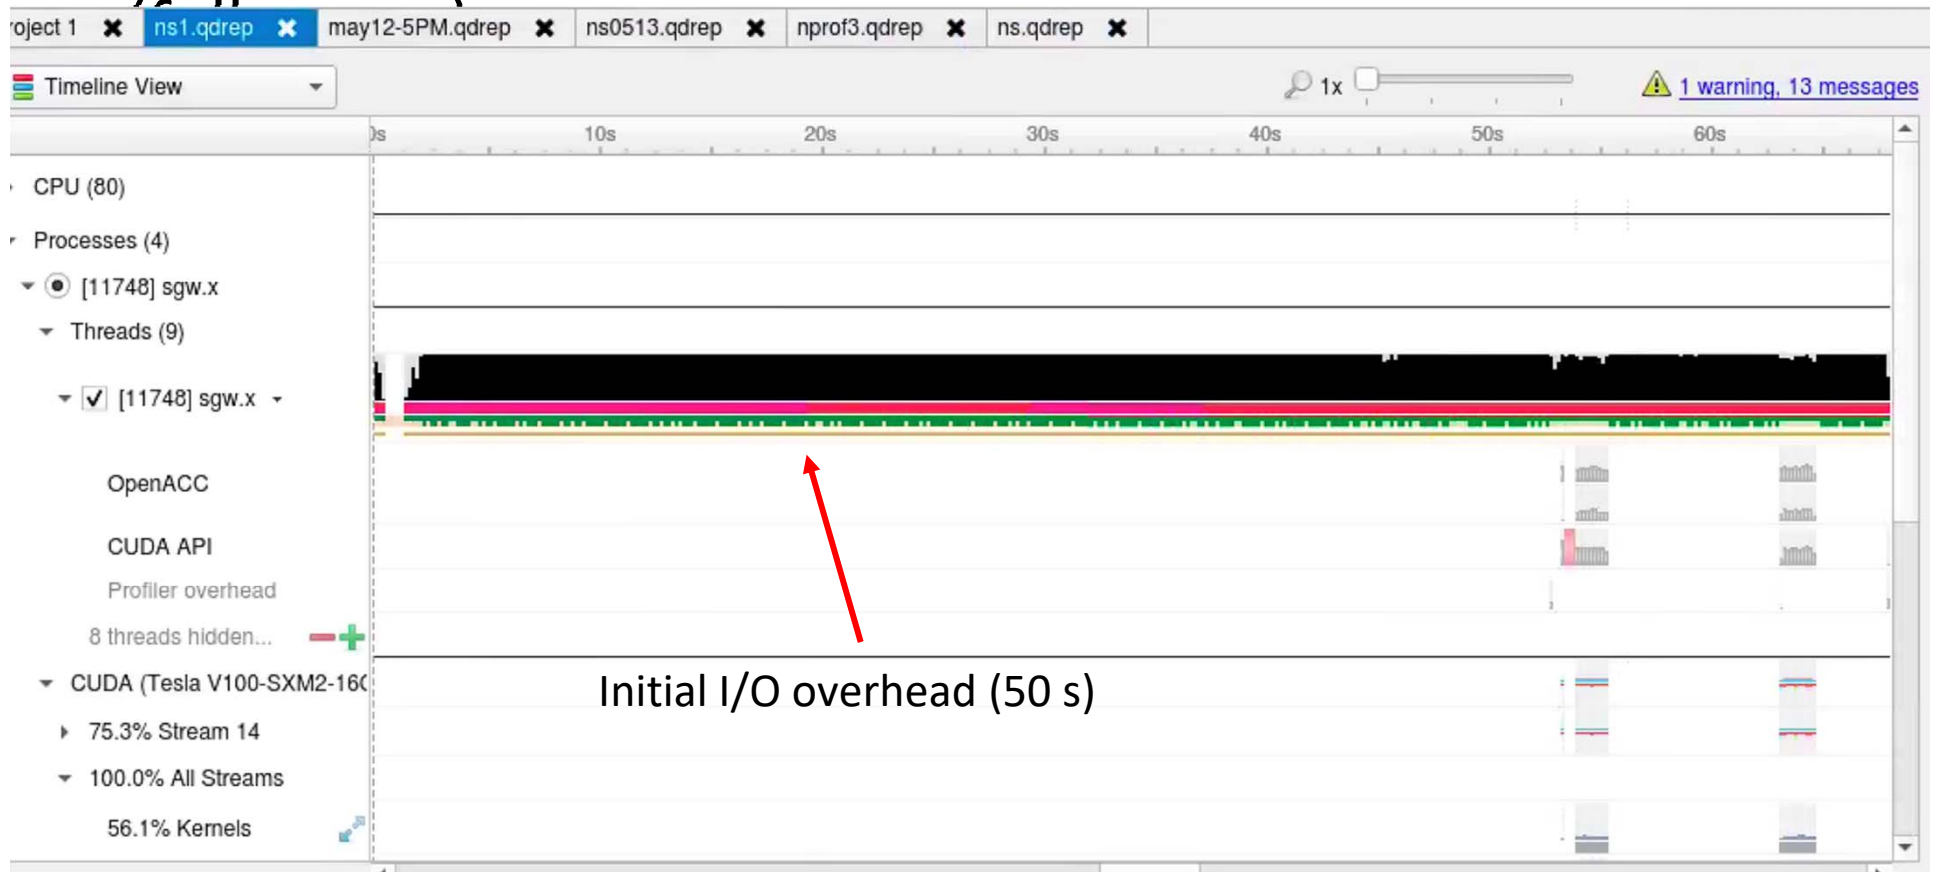 oject 1 ns1.qdrep may12-5PM.qdrep ns0513.qdrep nprof3.qdrep ns.qdrep
Timeline View 1x 1 warning, 13 messages
0s 10s 20s 30s 40s 50s 60s
CPU (80)
Processes (4)
[11748] sgw.x
Threads (9)
[11748] sgw.x
OpenACC
CUDA API
Profiler overhead
8 threads hidden...
CUDA (Tesla V100-SXM2-16
Initial I/O overhead (50 s)
75.3% Stream 14
100.0% All Streams
56.1% Kernels